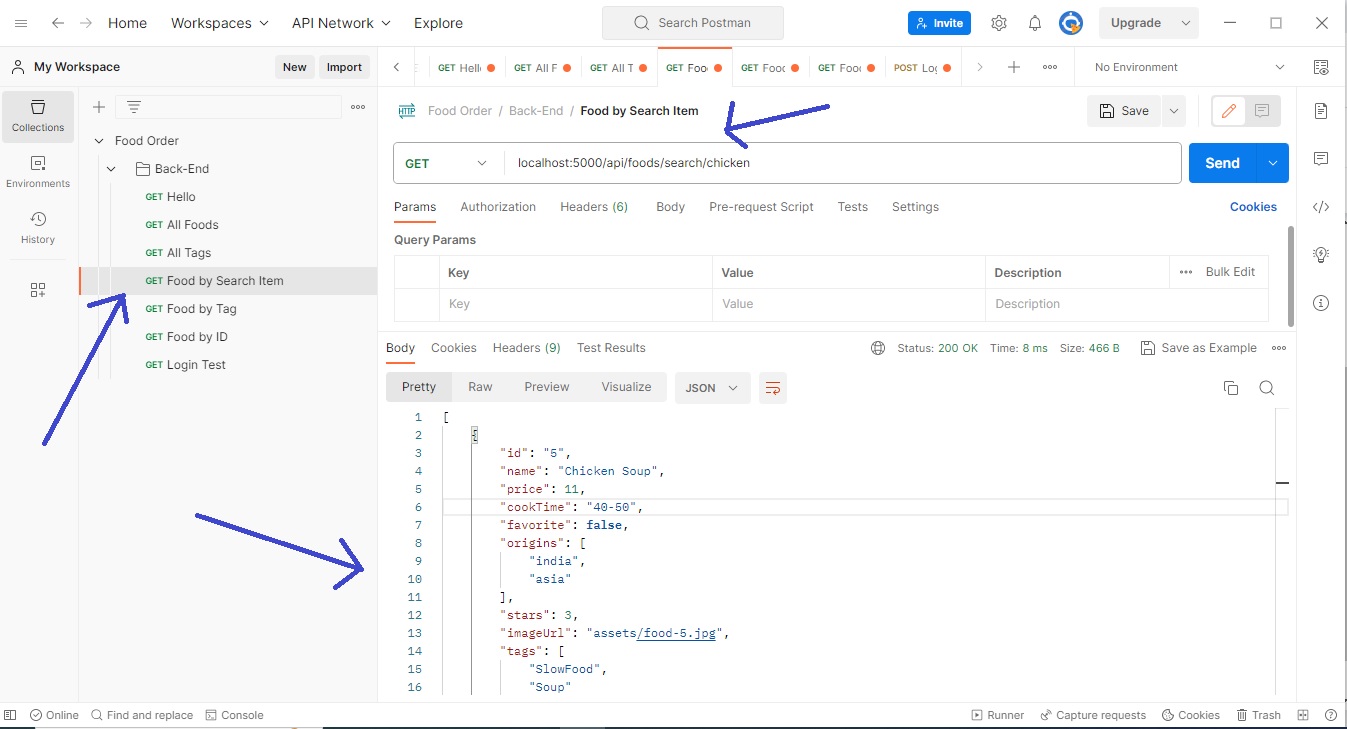 Home Workspaces API Network Explore Search Postman Invite Upgrade
My Workspace New Import
GET Hell GET All F GET All T GET Foo GET Food GET Food POST Log No Environment
Collections
Environments
History
Food Order
Back-End
GET Hello
GET All Foods
GET All Tags
GET Food by Search Item
GET Food by Tag
GET Food by ID
GET Login Test
HTTP Food Order / Back-End / Food by Search Item Save
GET localhost:5000/api/foods/search/chicken Send
Params Authorization Headers (6) Body Pre-request Script Tests Settings Cookies
Query Params
Key Value Description Bulk Edit
Key Value Description
Body Cookies Headers (9) Test Results Status: 200 OK Time: 8 ms Size: 466 B Save as Example
Pretty Raw Preview Visualize JSON
1 [
2 {
3 "id": "5",
4 "name": "Chicken Soup",
5 "price": 11,
6 "cookTime": "40-50",
7 "favorite": false,
8 "origins": [
9 "india",
10 "asia"
11 ],
12 "stars": 3,
13 "imageUrl": "assets/food-5.jpg",
14 "tags": [
15 "SlowFood",
16 "Soup"
Online Find and replace Console Runner Capture requests Cookies Trash